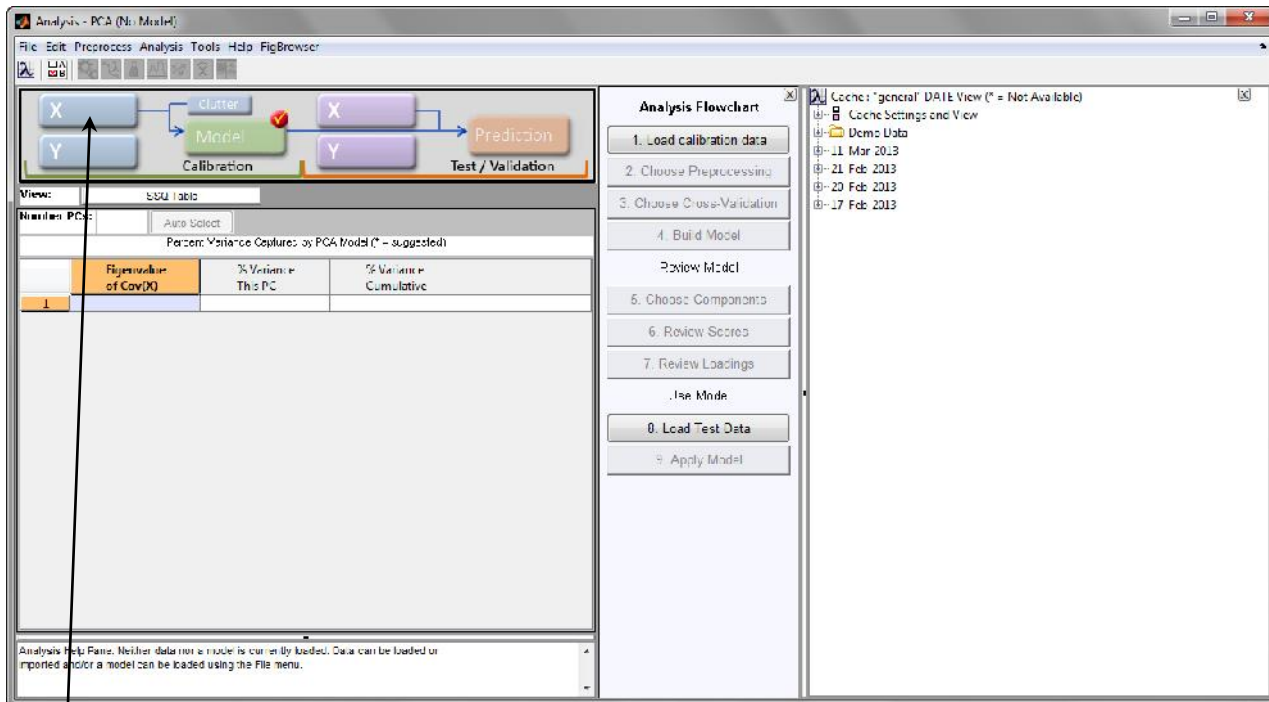 Analysis - PCA (No Model)
File Edit Preprocess Analysis Tools Help FigBrowser
X
Clutter
Model
Y
Calibration
X
Y
Prediction
Test / Validation
View:
SSQ Table
Number PCs:
Auto Select
Percent Variance Captured by PCA Model (* = suggested)
Eigenvalue of Cov(X)
% Variance This PC
% Variance Cumulative
1
Analysis Help Pane. Neither data nor a model is currently loaded. Data can be loaded or
imported and/or a model can be loaded using the File menu.
Analysis Flowchart
1. Load calibration data
2. Choose Preprocessing
3. Choose Cross-Validation
4. Build Model
Review Model
5. Choose Components
6. Review Scores
7. Review Loadings
Use Model
8. Load Test Data
9. Apply Model
Cache: "general" DATE View (* = Not Available)
Cache Settings and View
Demo Data
11 Mar 2013
21 Feb 2013
20 Feb 2013
17 Feb 2013